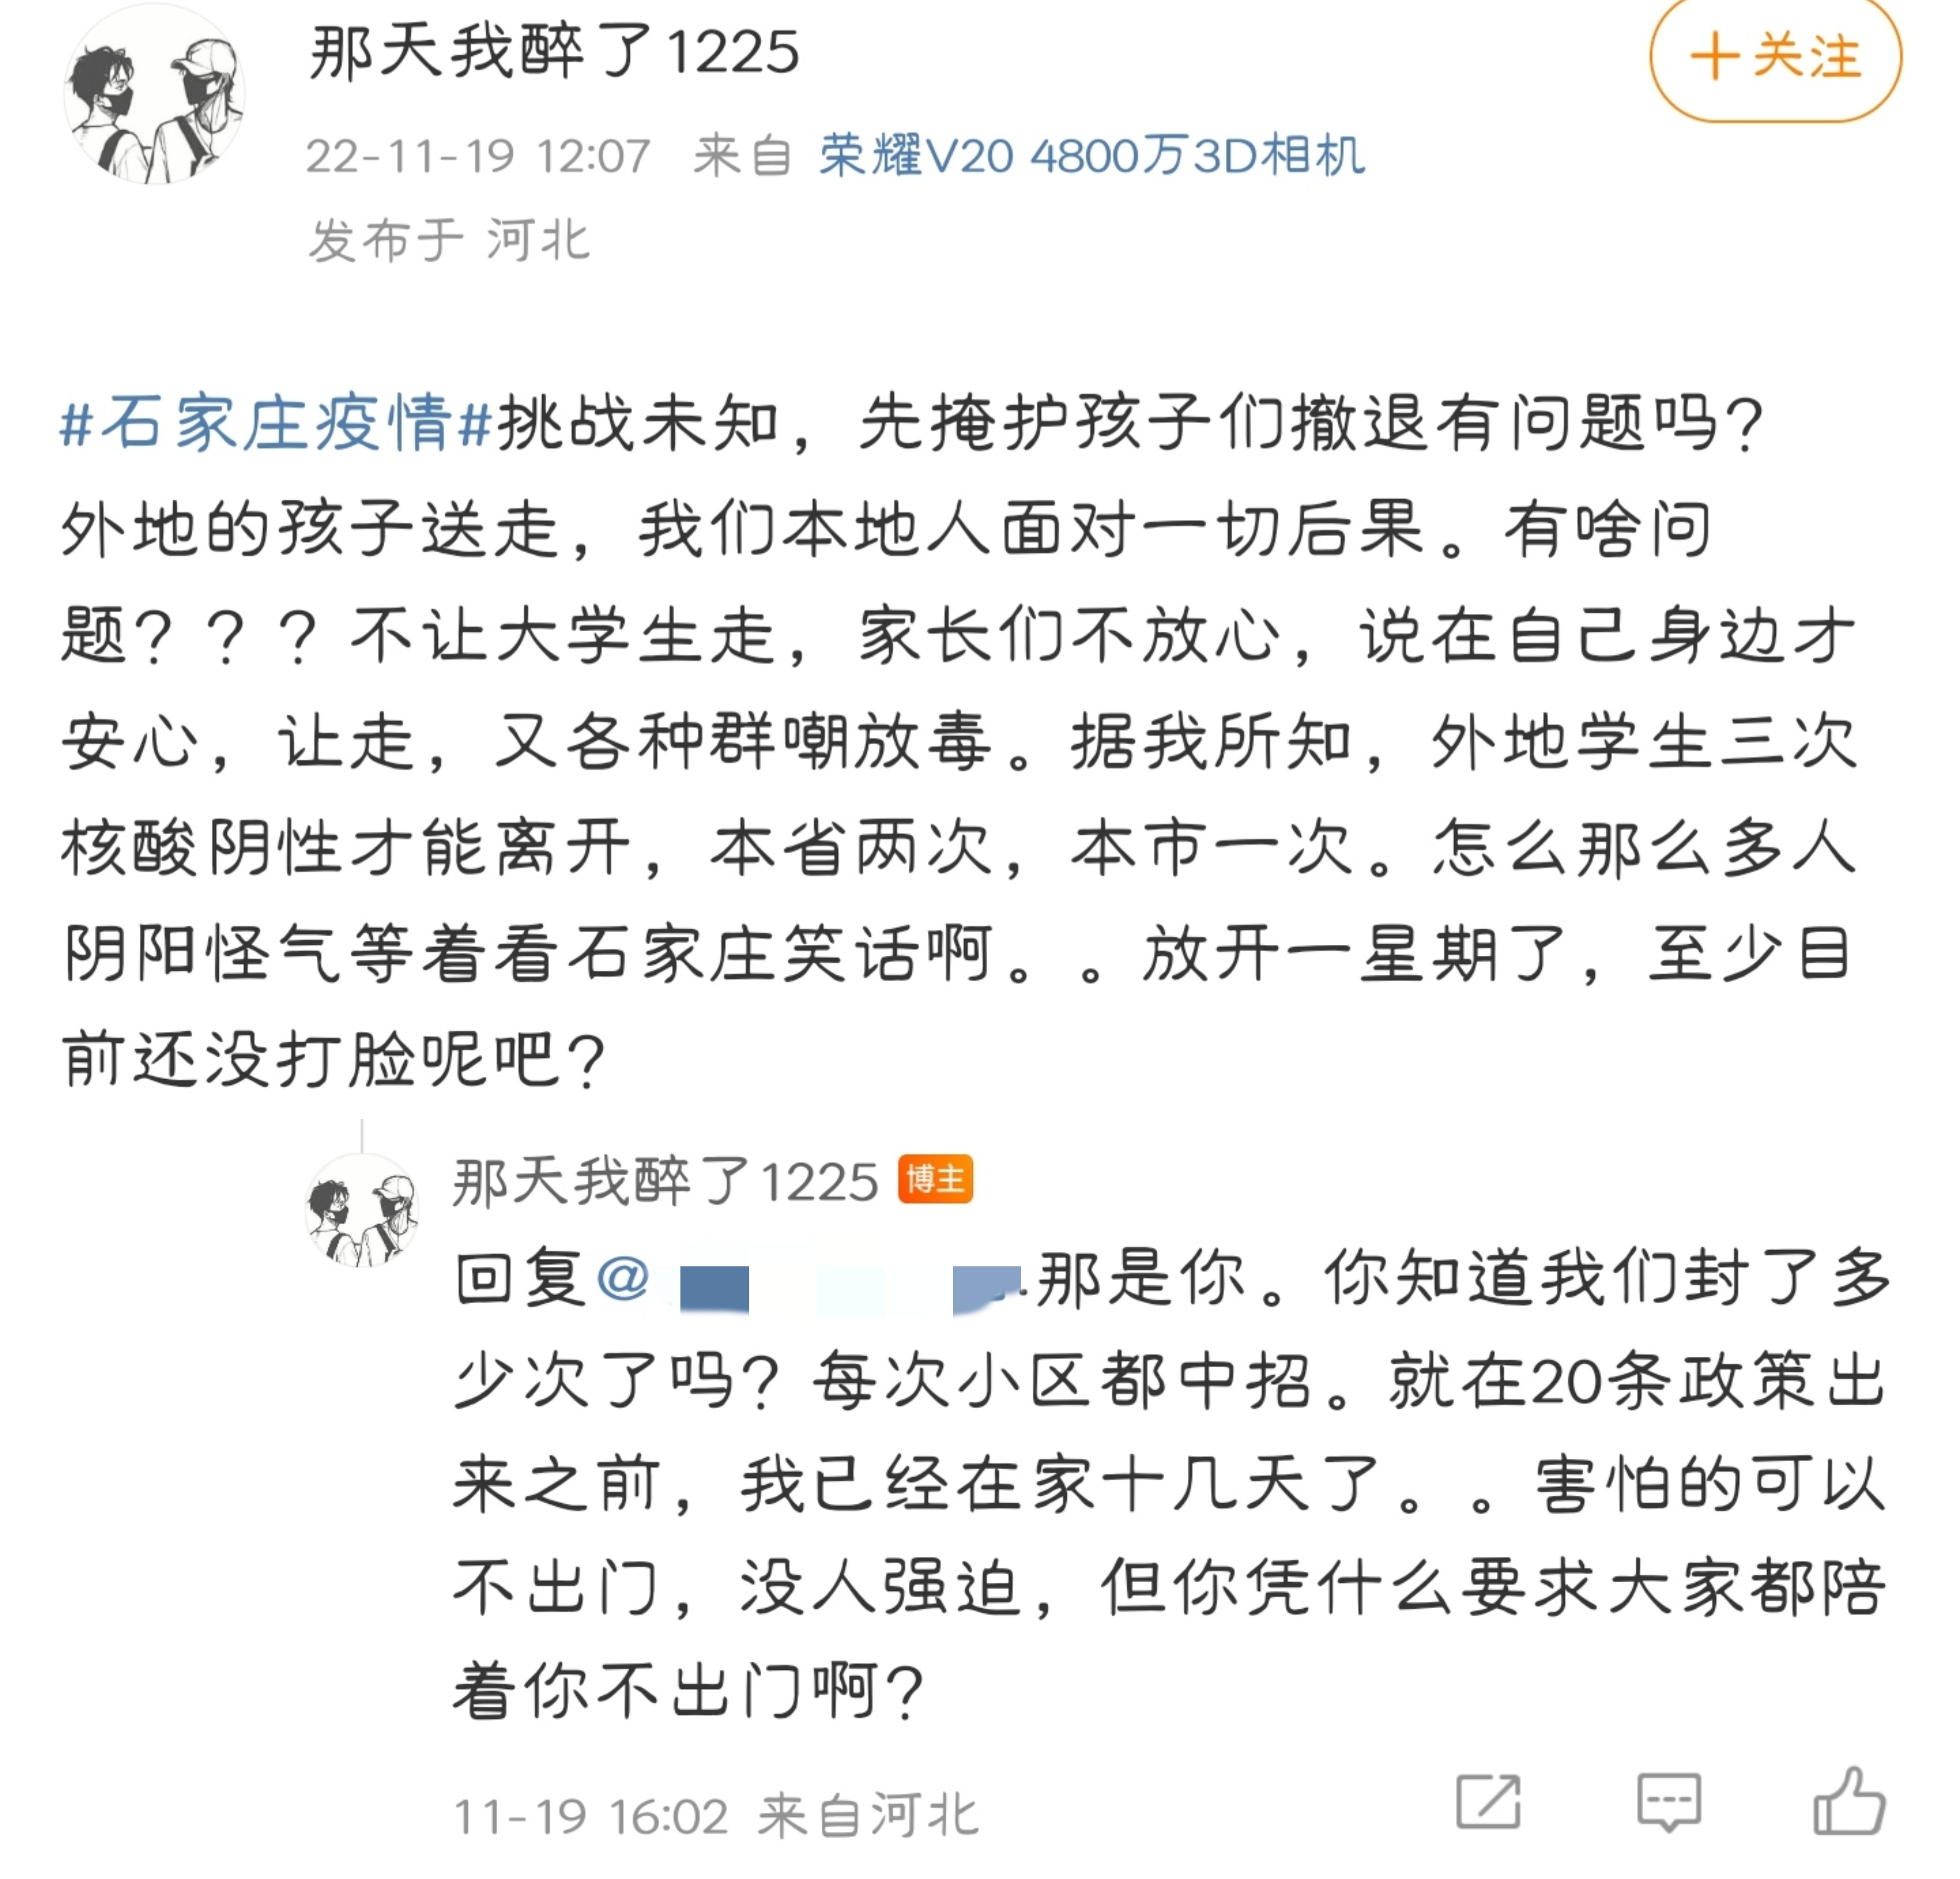 那天我醉了1225
+关注
22-11-19 12:07 来自 荣耀V20 4800万3D相机
发布于 河北
#石家庄疫情#挑战未知，先掩护孩子们撤退有问题吗？
外地的孩子送走，我们本地人面对一切后果。有啥问
题？？？不让大学生走，家长们不放心，说在自己身边才
安心，让走，又各种群嘲放毒。据我所知，外地学生三次
核酸阴性才能离开，本省两次，本市一次。怎么那么多人
阴阳怪气等着看石家庄笑话啊。。放开一星期了，至少目
前还没打脸呢吧？
那天我醉了1225 博主
回复@ 那是你。你知道我们封了多
少次了吗？每次小区都中招。就在20条政策出
来之前，我已经在家十几天了。。害怕的可以
不出门，没人强迫，但你凭什么要求大家都陪
着你不出门啊？
11-19 16:02 来自河北